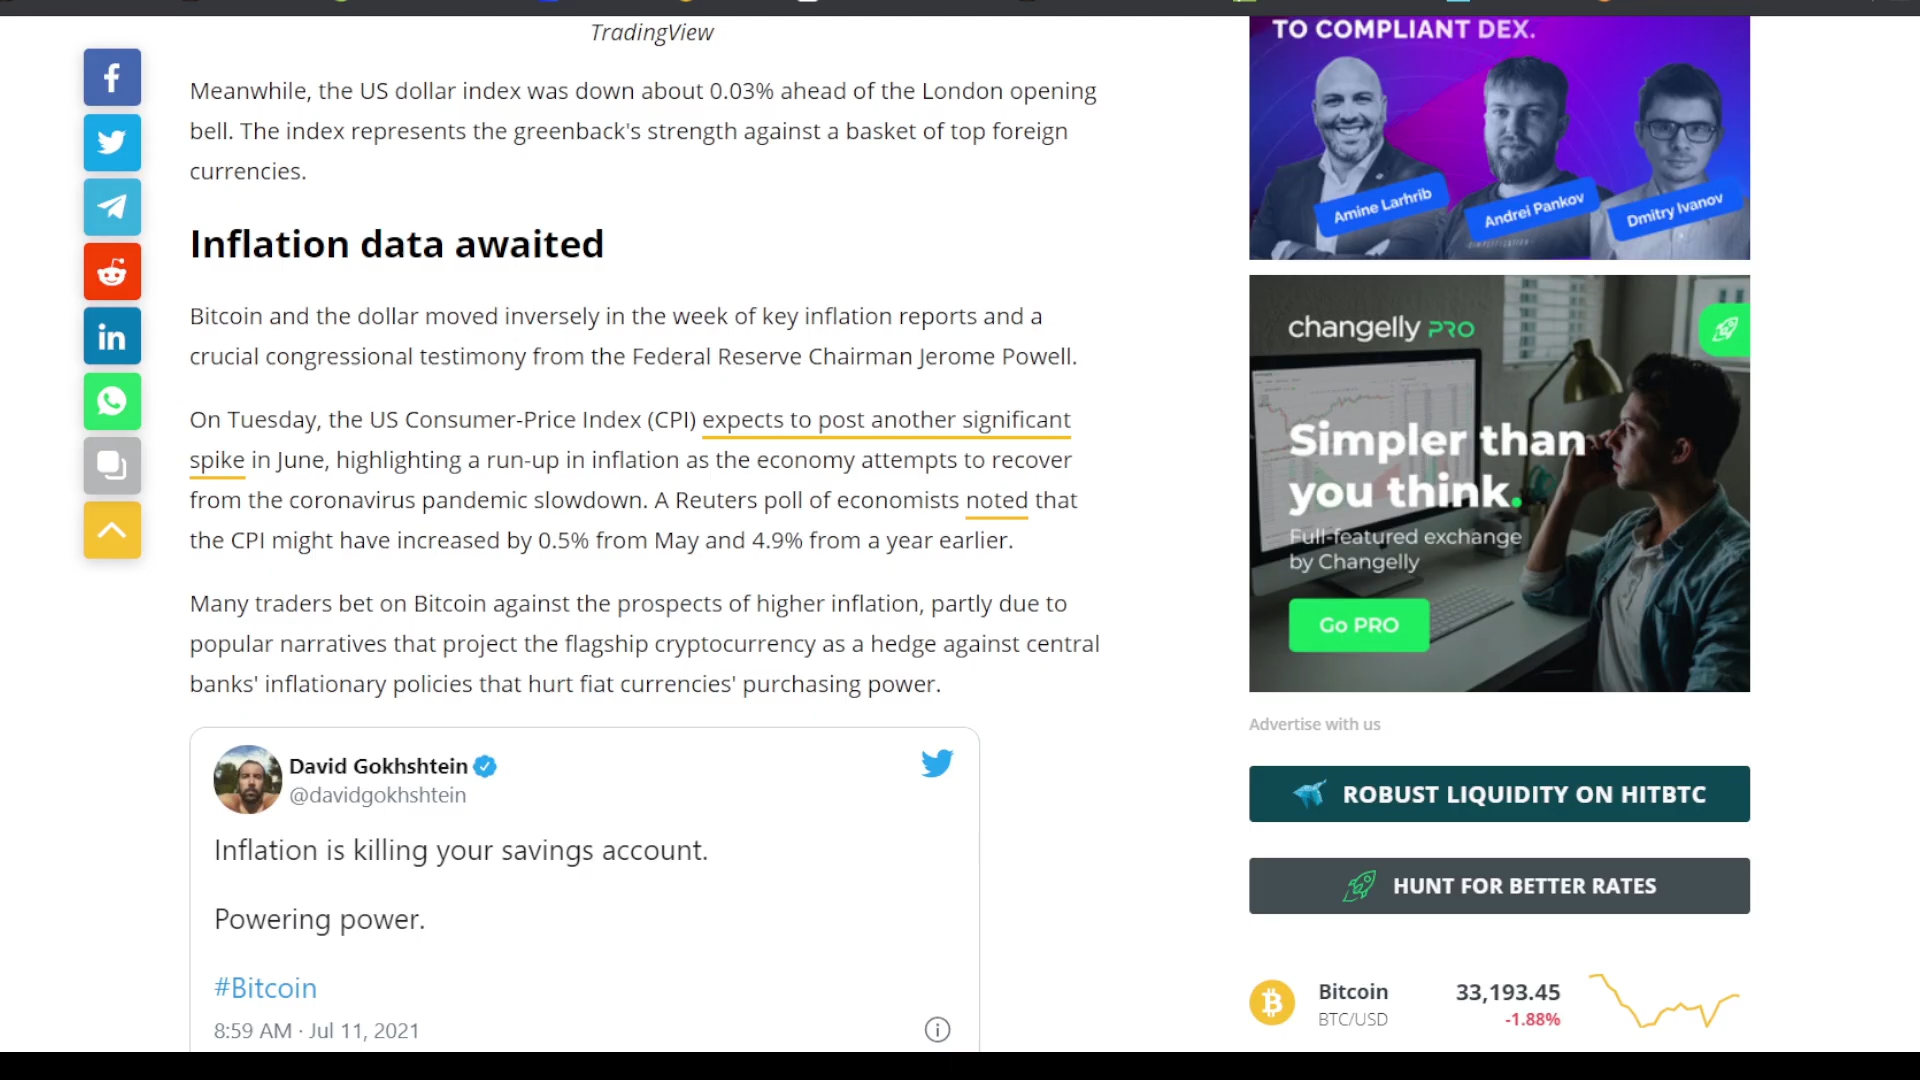 TradingView
Meanwhile, the US dollar index was down about 0.03% ahead of the London opening
bell. The index represents the greenback's strength against a basket of top foreign
currencies.
Inflation data awaited
Bitcoin and the dollar moved inversely in the week of key inflation reports and a
crucial congressional testimony from the Federal Reserve Chairman Jerome Powell.
On Tuesday, the US Consumer-Price Index (CPI) expects to post another significant
spike in June, highlighting a run-up in inflation as the economy attempts to recover
from the coronavirus pandemic slowdown. A Reuters poll of economists noted that
the CPI might have increased by 0.5% from May and 4.9% from a year earlier.
Many traders bet on Bitcoin against the prospects of higher inflation, partly due to
popular narratives that project the flagship cryptocurrency as a hedge against central
banks' inflationary policies that hurt fiat currencies' purchasing power.
David Gokhshtein
@davidgokhshtein
Inflation is killing your savings account.
Powering power.
#Bitcoin
8:59 AM · Jul 11, 2021
TO COMPLIANT DEX.
Amine Larhrib
Andrei Pankov
Dmitry Ivanov
changelly PRO
Simpler than
you think.
Full-featured exchange
by Changelly
Go PRO
Advertise with us
ROBUST LIQUIDITY ON HITBTC
HUNT FOR BETTER RATES
Bitcoin 33,193.45
BTC/USD -1.88%